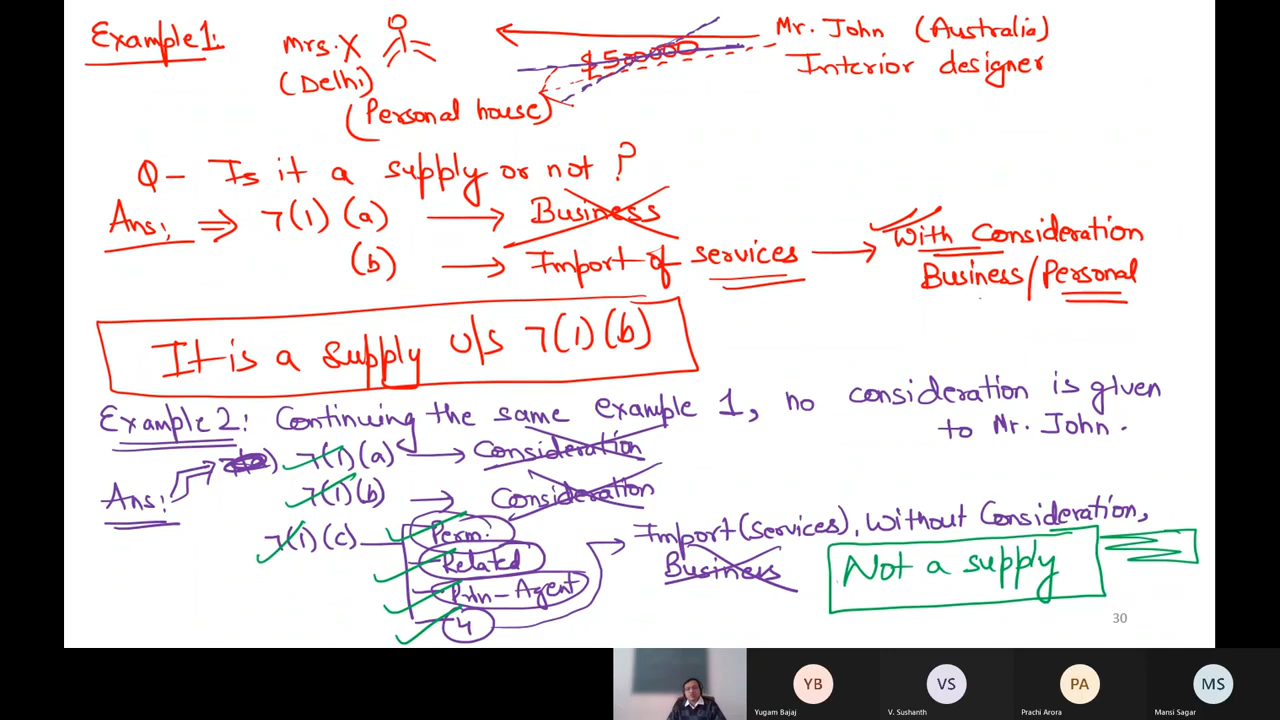 Example 1:
Mrs. X
(Delhi)
(Personal house)
$500000
Mr. John (Australia)
Interior designer
Q- Is it a supply or not?
Ans: ⇒ 7(1) (a) → Business
(b) → Import of services → With Consideration
Business/Personal
It is a supply u/s 7(1)(b)
Example 2: Continuing the same example 1, no consideration is given
to Mr. John.
Ans: 7(1)(a) → Consideration
7(1)(b) → Consideration
7(1)(c) Perm.
Related
Prin-Agent
4
Import (Services), Without Consideration,
Business
Not a supply
30
YB
VS
PA
MS
Yugam Bajaj
V. Sushanth
Prachi Arora
Mansi Sagar